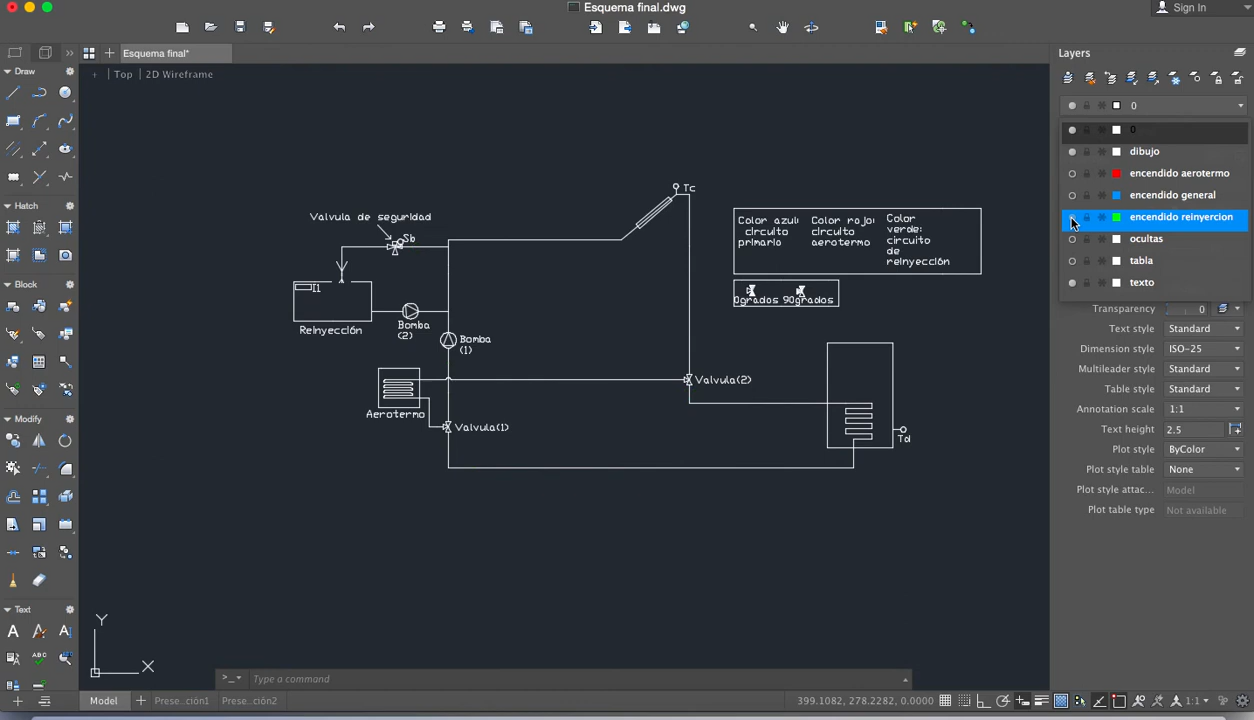 Esquema final.dwg
Sign In
Esquema final*
Layers
Top
2D Wireframe
Draw
0
0
dibujo
encendido aerotermo
encendido general
encendido reinyercion
ocultas
tabla
texto
Hatch
Block
Modify
Text
Tc
Valvula de seguridad
Sb
Color azul:
circuito
primario
Color rojo:
circuito
aerotermo
Color
verde:
circuito
de
reinyección
I1
0grados 90grados
Reinyección
Bomba
(2)
Bomba
(1)
Valvula(2)
Aerotermo
Valvula(1)
Td
Transparency 0
Text style Standard
Dimension style ISO-25
Multileader style Standard
Table style Standard
Annotation scale 1:1
Text height 2.5
Plot style ByColor
Plot style table None
Plot style attac... Model
Plot table type Not available
Y
X
>_ Type a command
Model
Prese...ción1
Prese...ción2
399.1082, 278.2282, 0.0000
1:1